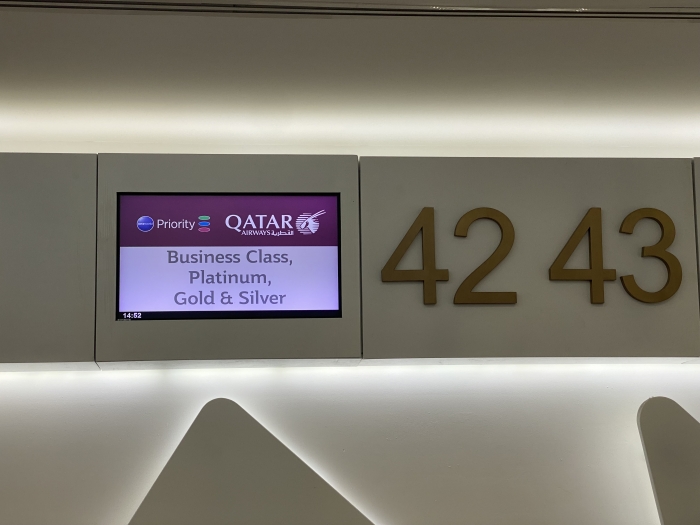 Priority
QATAR
AIRWAYS القطرية
Business Class,
Platinum,
Gold & Silver
14:52
42 43